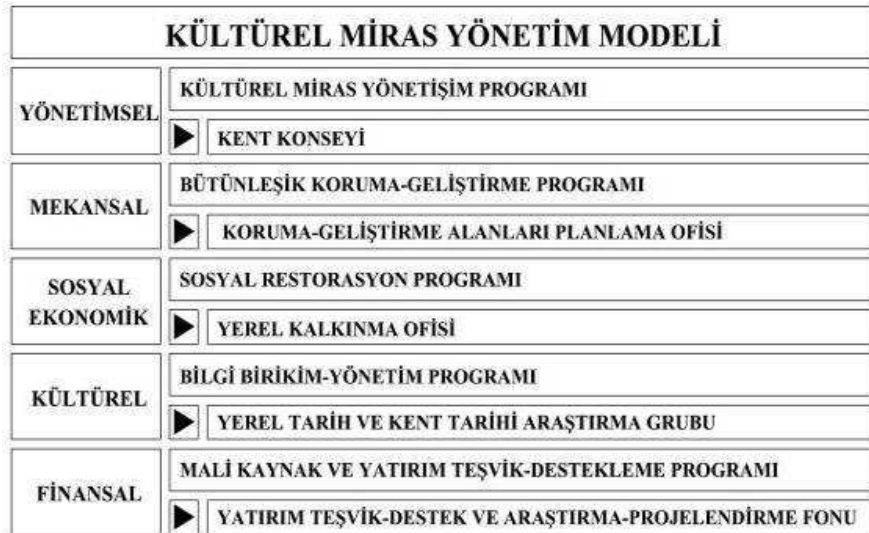 KÜLTÜREL MİRAS YÖNETİM MODELİ
YÖNETİMSEL
KÜLTÜREL MİRAS YÖNETİŞİM PROGRAMI
KENT KONSEYİ
MEKANSAL
BÜTÜNLEŞİK KORUMA-GELİŞTİRME PROGRAMI
KORUMA-GELİŞTİRME ALANLARI PLANLAMA OFİSİ
SOSYAL
EKONOMİK
SOSYAL RESTORASYON PROGRAMI
YEREL KALKINMA OFİSİ
KÜLTÜREL
BİLGİ BİRİKİM-YÖNETİM PROGRAMI
YEREL TARİH VE KENT TARİHİ ARAŞTIRMA GRUBU
FİNANSAL
MALİ KAYNAK VE YATIRIM TEŞVİK-DESTEKLEME PROGRAMI
YATIRIM TEŞVİK-DESTEK VE ARAŞTIRMA-PROJELENDİRME FONU